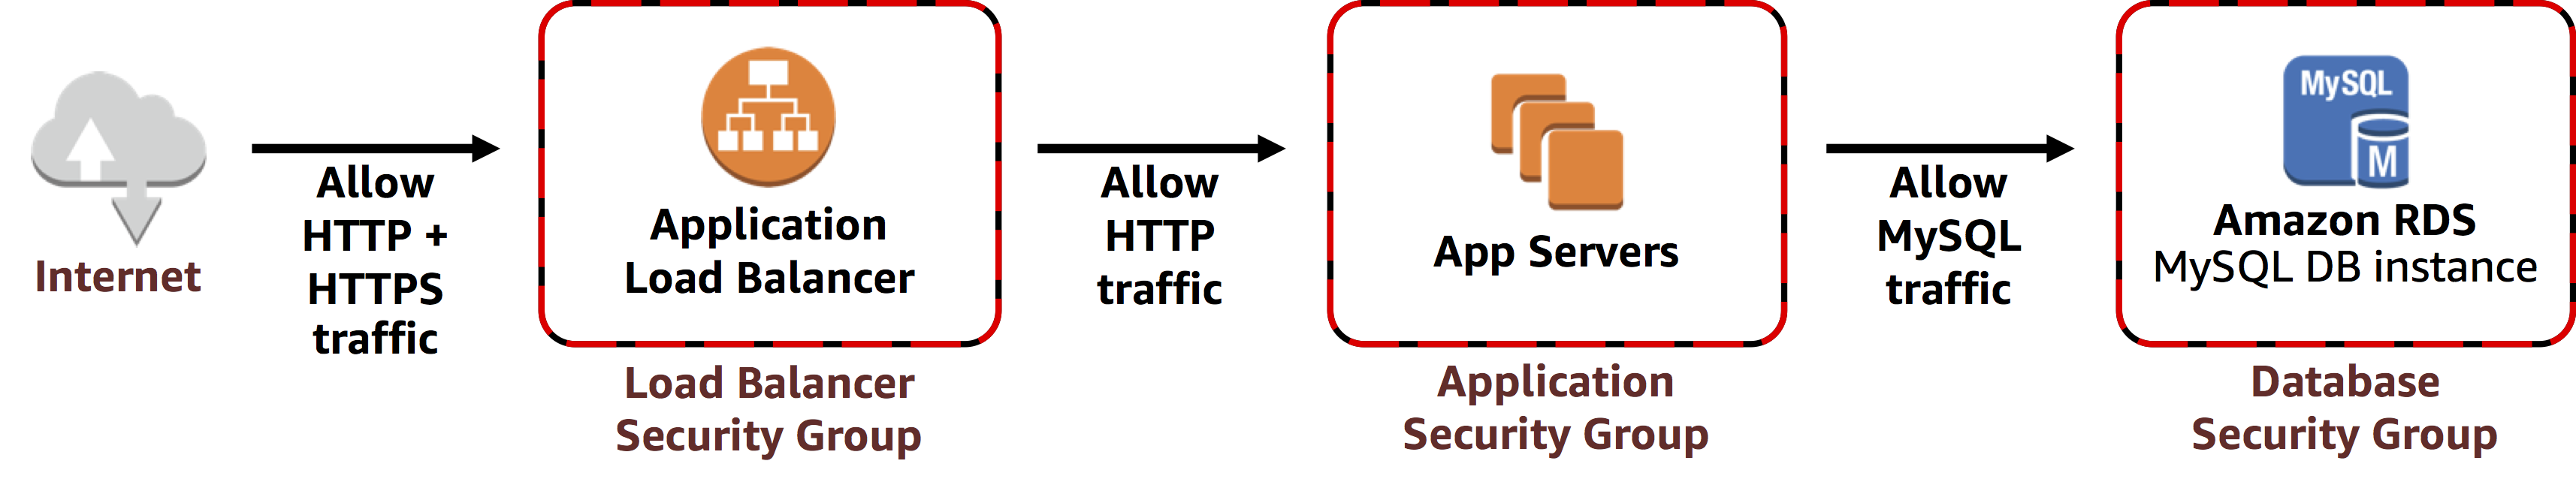 Internet
Allow
HTTP +
HTTPS
traffic
Application
Load Balancer
Load Balancer
Security Group
Allow
HTTP
traffic
App Servers
Application
Security Group
Allow
MySQL
traffic
MySQL
M
Amazon RDS
MySQL DB instance
Database
Security Group